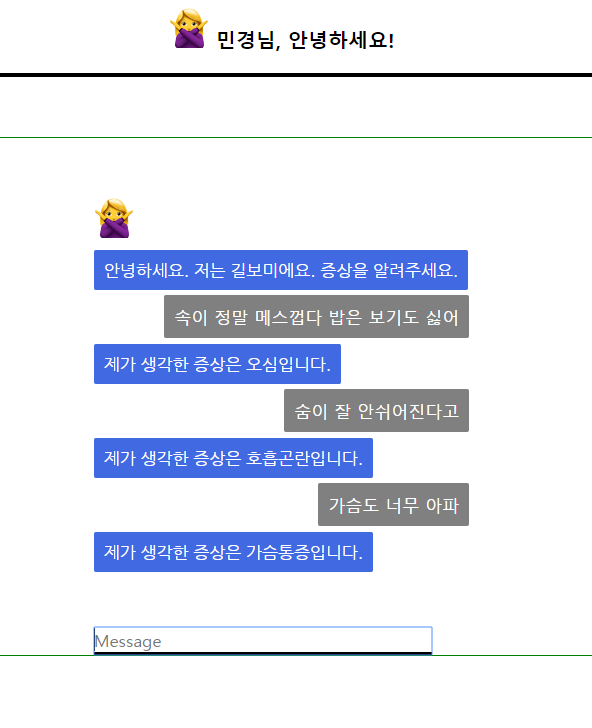 민경님, 안녕하세요!
안녕하세요. 저는 길보미에요. 증상을 알려주세요.
속이 정말 메스껍다 밥은 보기도 싫어
제가 생각한 증상은 오심입니다.
숨이 잘 안쉬어진다고
제가 생각한 증상은 호흡곤란입니다.
가슴도 너무 아파
제가 생각한 증상은 가슴통증입니다.
Message